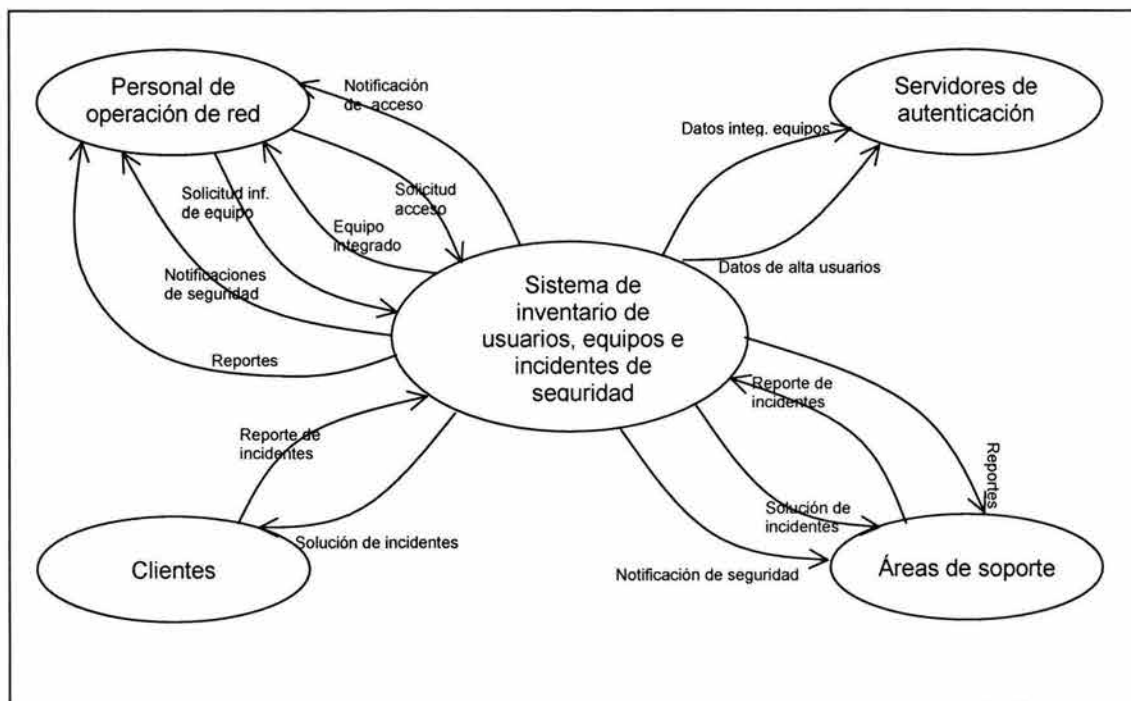 Personal de
operación de red
Notificación
de acceso
Servidores de
autenticación
Datos integ. equipos
Solicitud inf.
de equipo
Solicitud
acceso
Equipo
integrado
Notificaciones
de seguridad
Datos de alta usuarios
Sistema de
inventario de
usuarios, equipos e
incidentes de
seguridad
Reportes
Reporte de
incidentes
Reporte de
incidentes
Reportes
Solución de incidentes
Solución de
incidentes
Clientes
Notificación de seguridad
Áreas de soporte